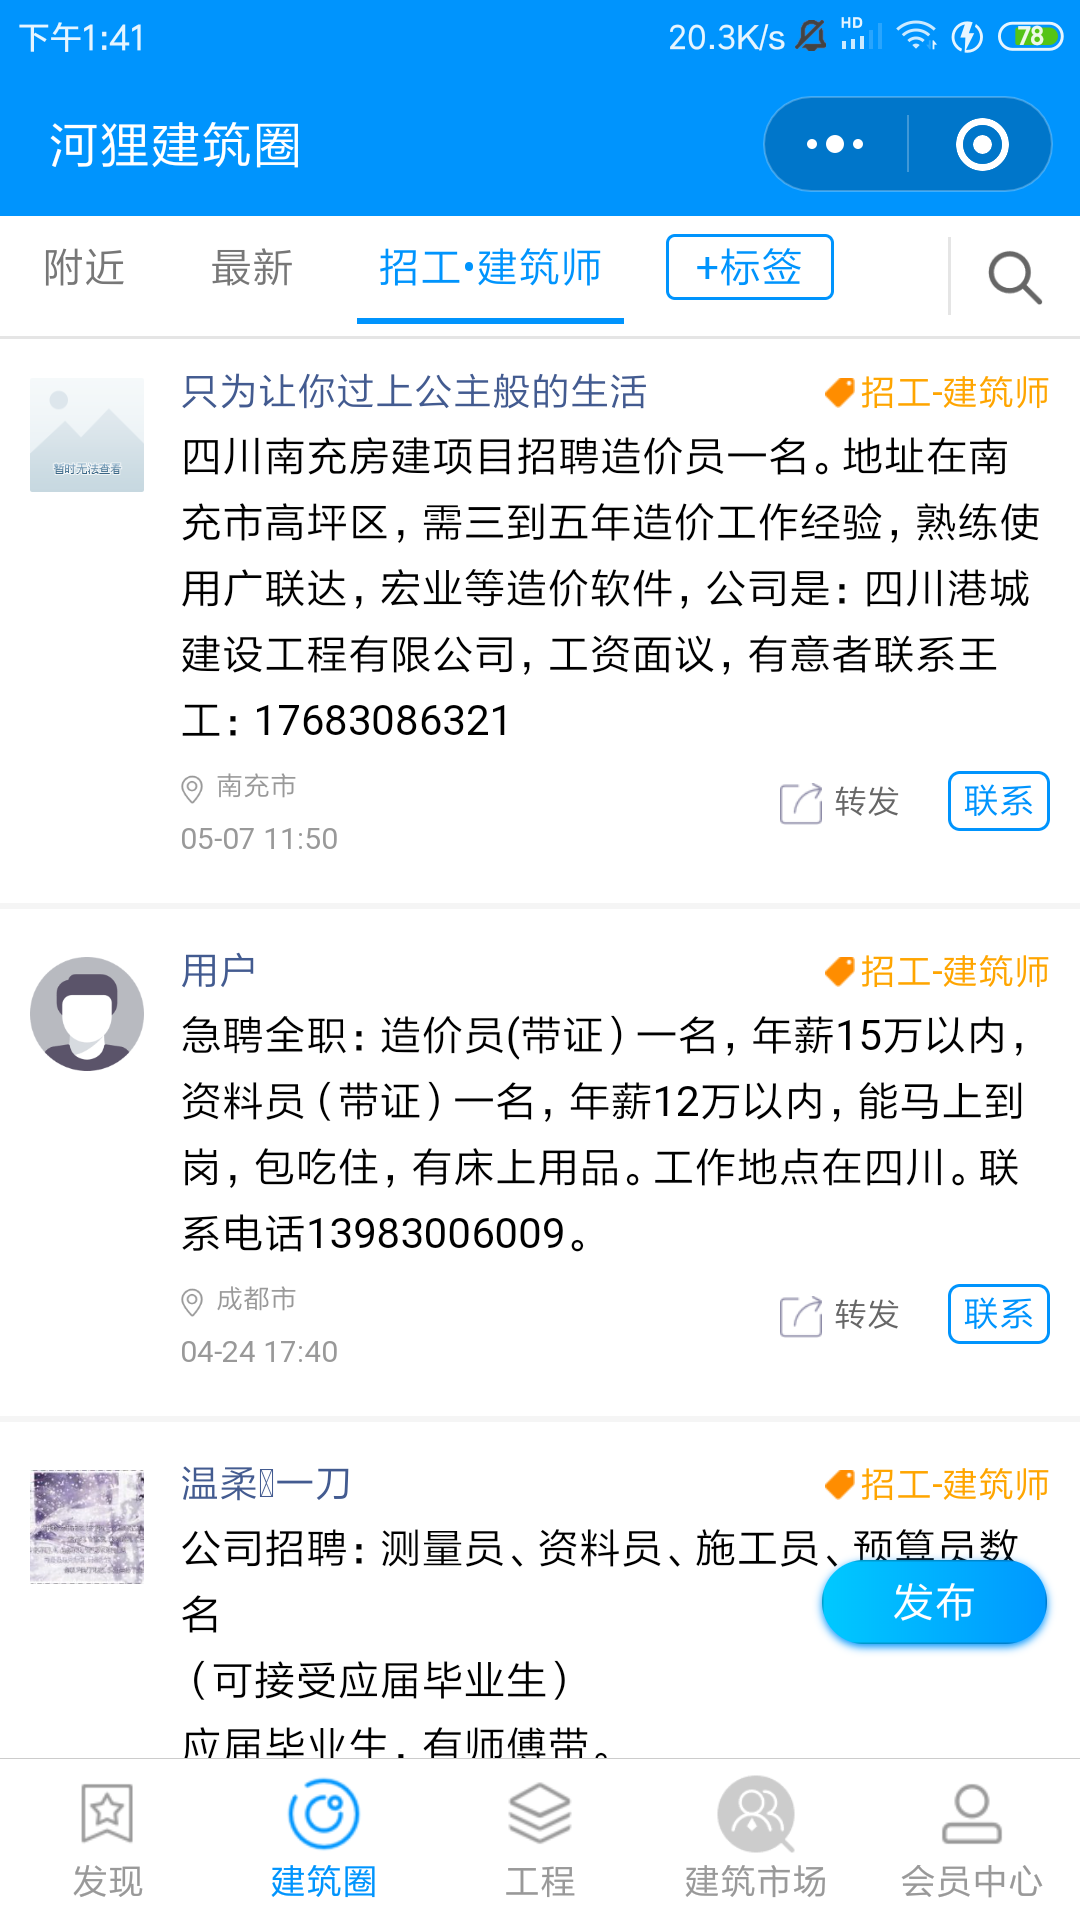 下午1:41
20.3K/s
HD
78
河狸建筑圈
附近 最新 招工•建筑师 +标签
只为让你过上公主般的生活 招工-建筑师
暂时无法查看
四川南充房建项目招聘造价员一名。地址在南
充市高坪区，需三到五年造价工作经验，熟练使
用广联达，宏业等造价软件，公司是：四川港城
建设工程有限公司，工资面议，有意者联系王
工：17683086321
南充市
05-07 11:50
转发 联系
用户 招工-建筑师
急聘全职：造价员(带证）一名，年薪15万以内，
资料员（带证）一名，年薪12万以内，能马上到
岗，包吃住，有床上用品。工作地点在四川。联
系电话13983006009。
成都市
04-24 17:40
转发 联系
温柔一刀 招工-建筑师
公司招聘：测量员、资料员、施工员、预算员数
名
（可接受应届毕业生）
应届毕业生，有师傅带。
发布
发现 建筑圈 工程 建筑市场 会员中心